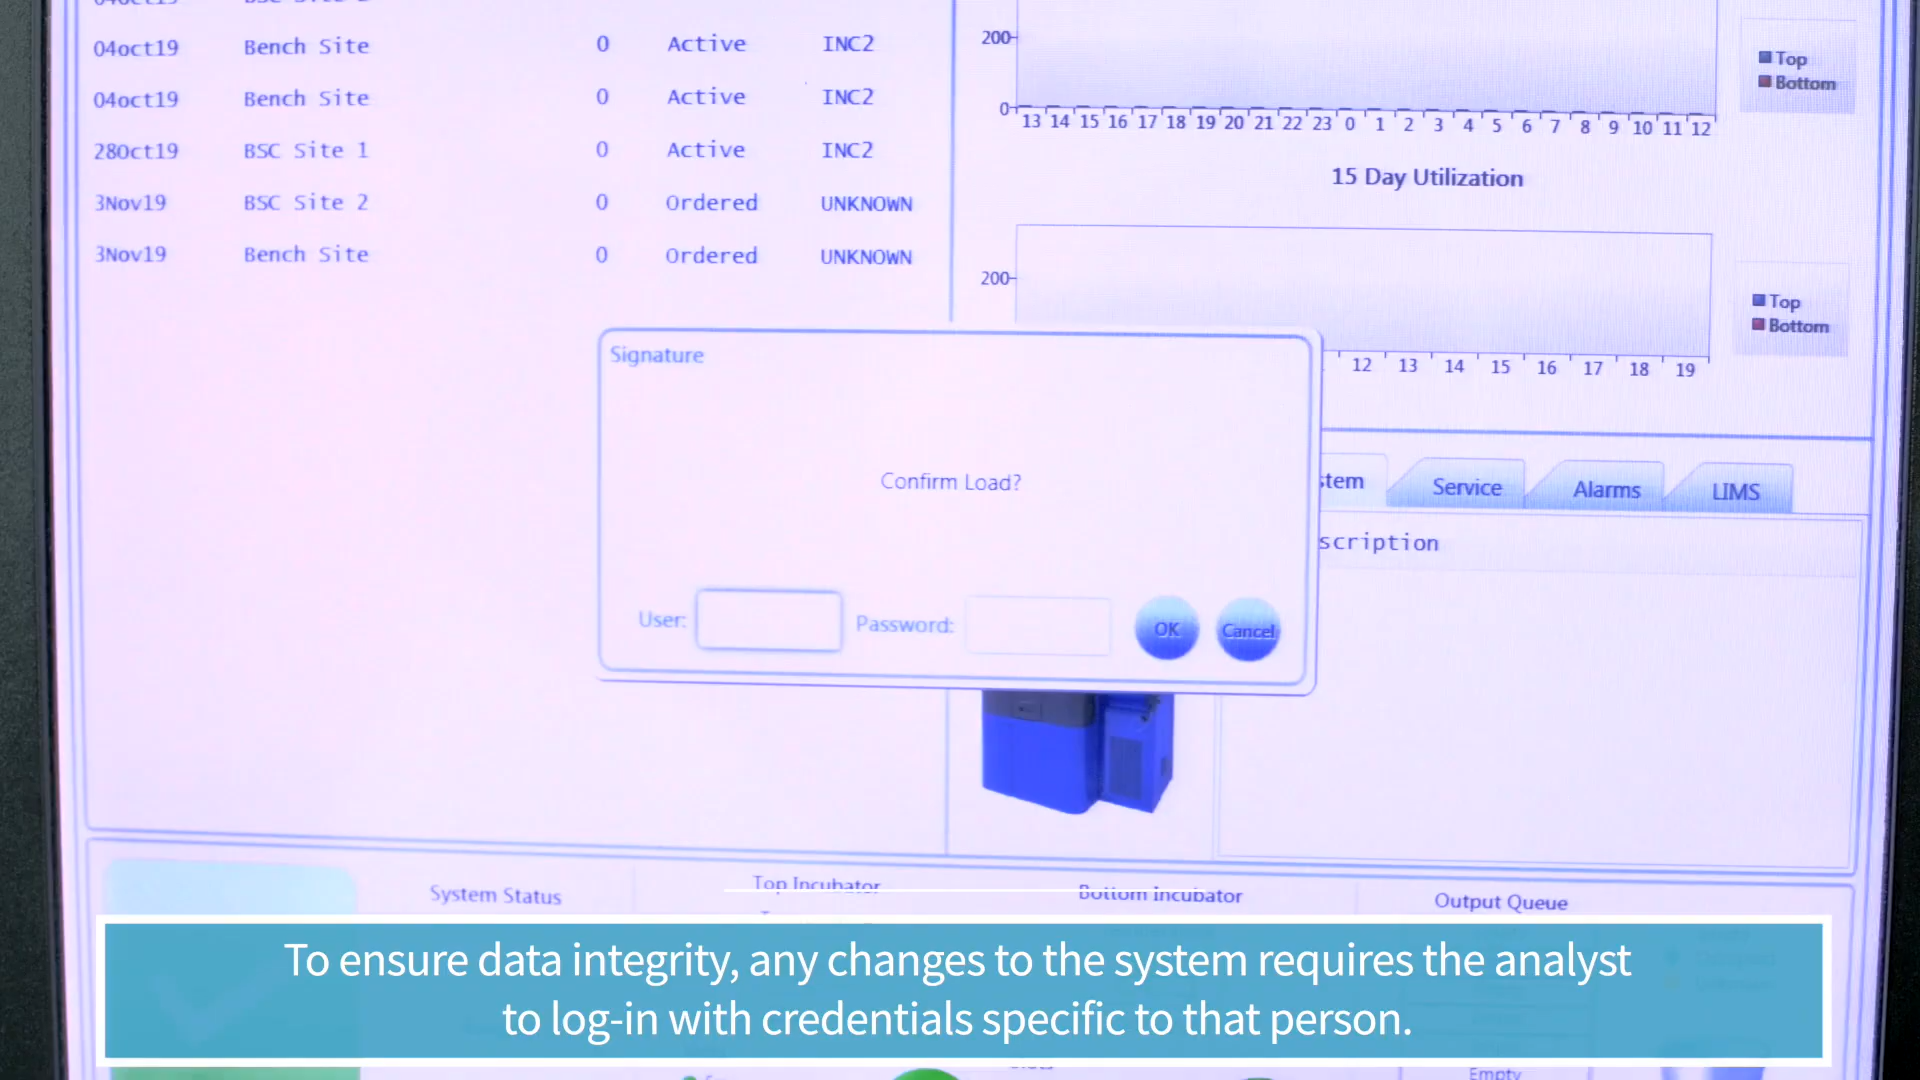 04oct19 Bench Site 0 Active INC2
04oct19 Bench Site 0 Active INC2
28Oct19 BSC Site 1 0 Active INC2
3Nov19 BSC Site 2 0 Ordered UNKNOWN
3Nov19 Bench Site 0 Ordered UNKNOWN
200
0
13 14 15 16 17 18 19 20 21 22 23 0 1 2 3 4 5 6 7 8 9 10 11 12
Top
Bottom
15 Day Utilization
200
12 13 14 15 16 17 18 19
Top
Bottom
Signature
Confirm Load?
User: Password: OK Cancel
stem Service Alarms LIMS
scription
System Status Top Incubator Bottom Incubator Output Queue
To ensure data integrity, any changes to the system requires the analyst
to log-in with credentials specific to that person.
Empty